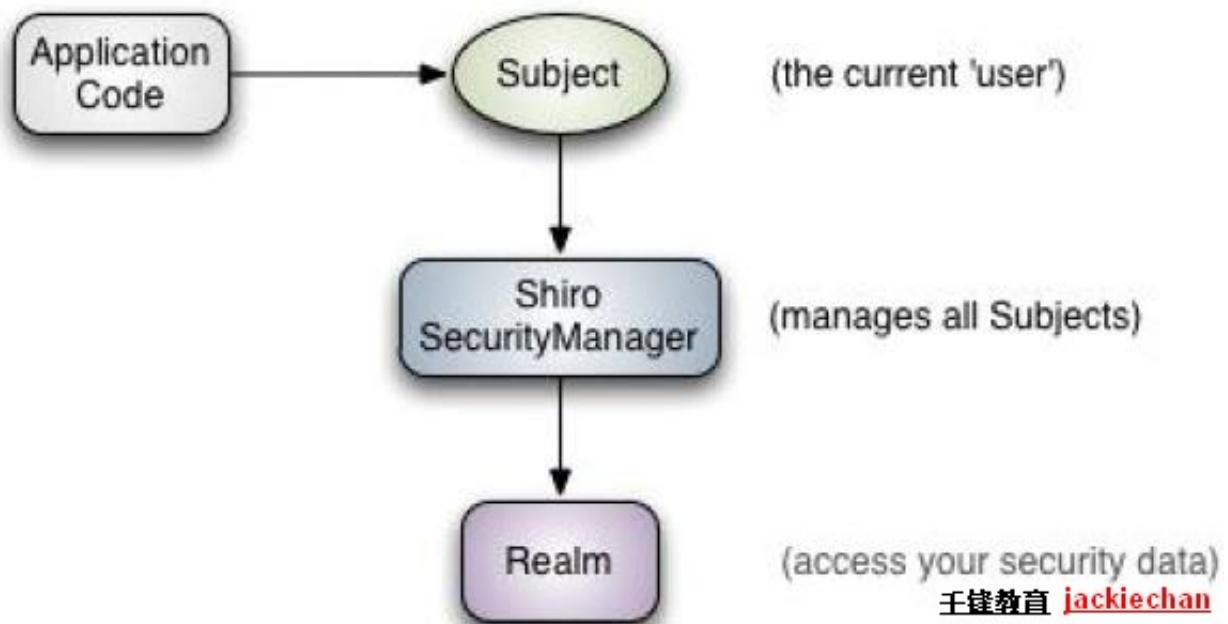 Application
Code
Subject
(the current 'user')
Shiro
SecurityManager
(manages all Subjects)
Realm
(access your security data)
千锋教育 jackiechan